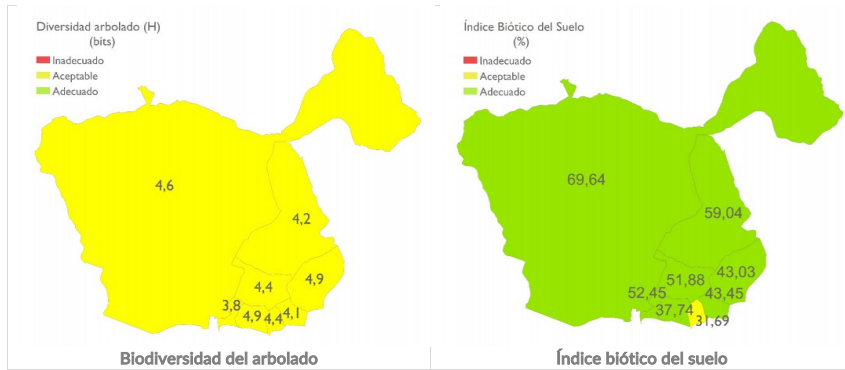 Diversidad arbolado (H)
(bits)
Inadecuado
Aceptable
Adecuado
4,6
4,2
4,9
4,4
3,8
4,9
4,4
4,1
Biodiversidad del arbolado
Índice Biótico del Suelo
(%)
Inadecuado
Aceptable
Adecuado
69,64
59,04
43,03
51,88
52,45
43,45
37,74
31,69
Índice biótico del suelo